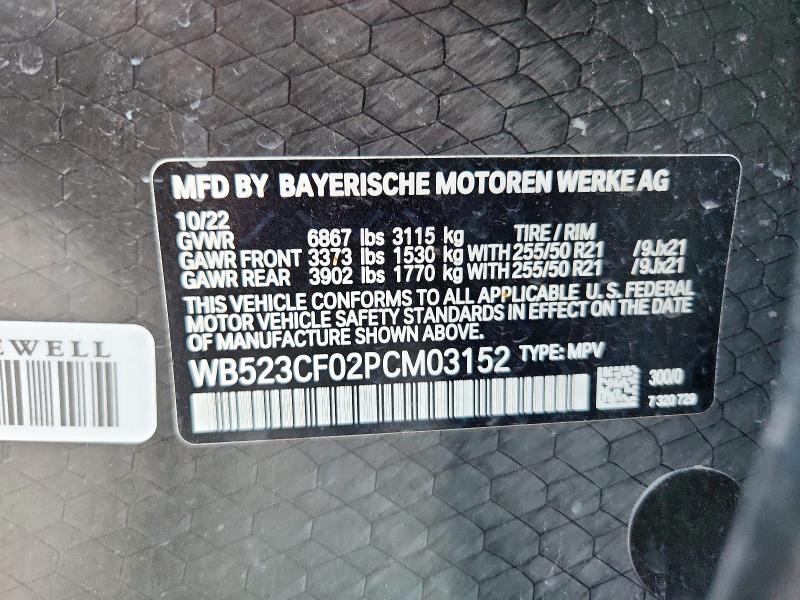 MFD BY BAYERISCHE MOTOREN WERKE AG
10/22
GVWR 6867 lbs 3115 kg TIRE / RIM
GAWR FRONT 3373 lbs 1530 kg WITH 255/50 R21 /9Jx21
GAWR REAR 3902 lbs 1770 kg WITH 255/50 R21 /9Jx21
THIS VEHICLE CONFORMS TO ALL APPLICABLE U. S. FEDERAL
MOTOR VEHICLE SAFETY STANDARDS IN EFFECT ON THE DATE
OF MANUFACTURE SHOWN ABOVE.
WB523CF02PCM03152 TYPE: MPV
300/0
7 320 729
EWELL